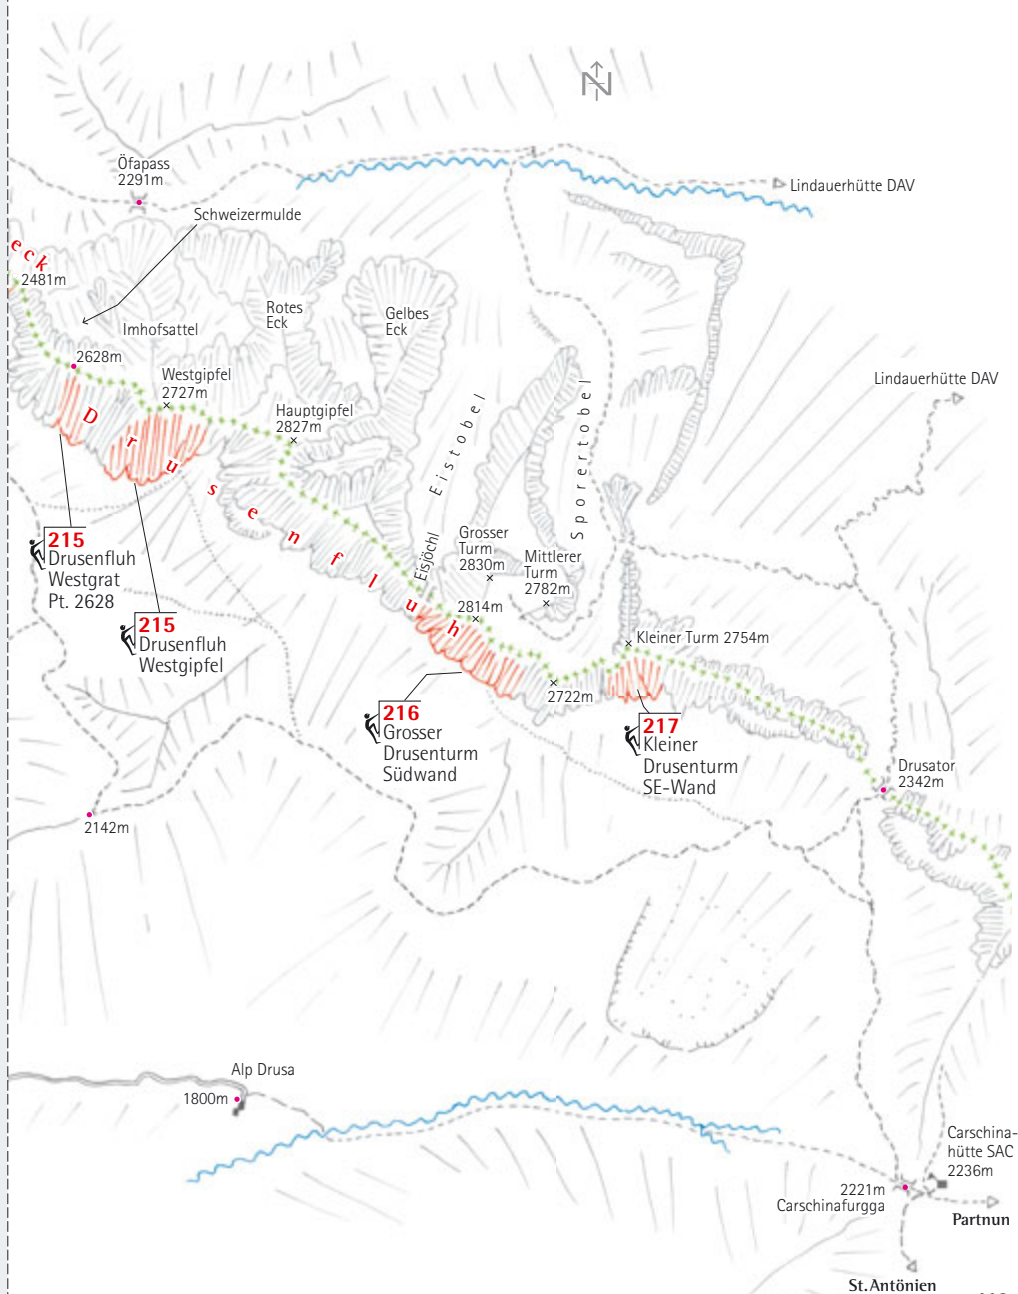 N
Öfapass
2291m
Lindauerhütte DAV
Schweizermulde
eck
2481m
Rotes
Eck
Gelbes
Eck
Imhofsattel
2628m
Westgipfel
2727m
Lindauerhütte DAV
Hauptgipfel
2827m
Eistobel
Sporertobel
Drusenfluh
Eisjöchl
Grosser
Turm
2830m
Mittlerer
Turm
2782m
2814m
215
Drusenfluh
Westgrat
Pt. 2628
215
Drusenfluh
Westgipfel
Kleiner Turm 2754m
2722m
216
Grosser
Drusenturm
Südwand
217
Kleiner
Drusenturm
SE-Wand
Drusator
2342m
2142m
Alp Drusa
1800m
Carschina-
hütte SAC
2236m
2221m
Carschinafurgga
Partnun
St. Antönien